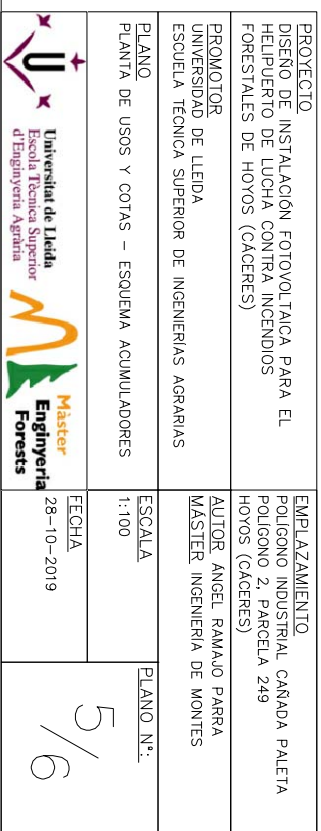 PROYECTO
DISEÑO DE INSTALACIÓN FOTOVOLTAICA PARA EL
HELIPUERTO DE LUCHA CONTRA INCENDIOS
FORESTALES DE HOYOS (CÁCERES)
EMPLAZAMIENTO
POLÍGONO INDUSTRIAL CAÑADA PALETA
POLÍGONO 2, PARCELA 249
HOYOS (CÁCERES)
PROMOTOR
UNIVERSIDAD DE LLEIDA
ESCUELA TÉCNICA SUPERIOR DE INGENIERÍAS AGRARIAS
AUTOR ÁNGEL RAMAJO PARRA
MÁSTER INGENIERÍA DE MONTES
PLANO
PLANTA DE USOS Y COTAS - ESQUEMA ACUMULADORES
ESCALA
1:100
PLANO Nº:
5/6
Universitat de Lleida
Escola Tècnica Superior
d'Enginyeria Agrària
Màster
Enginyeria
Forests
FECHA
28-10-2019